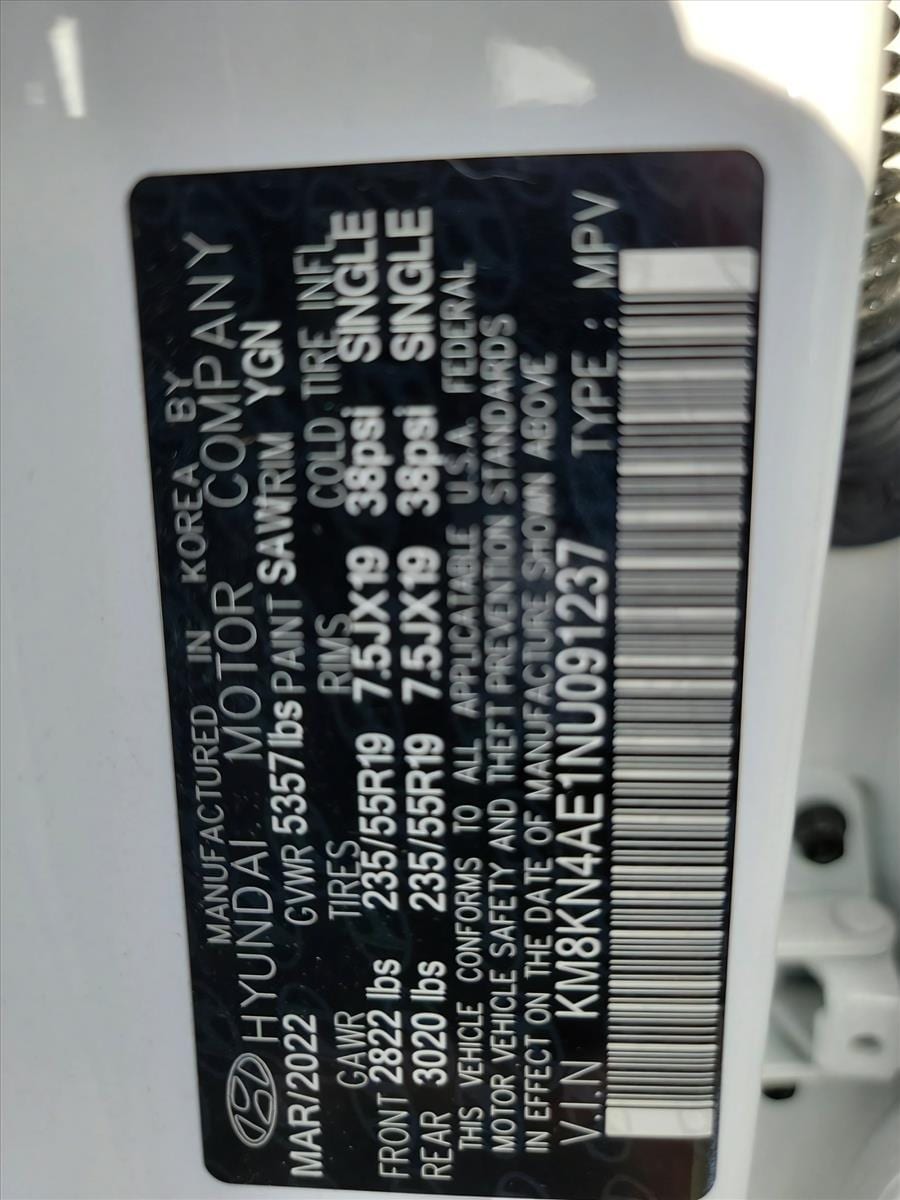 MANUFACTURED IN KOREA BY
HYUNDAI MOTOR COMPANY
MAR/2022 GVWR 5357lbs PAINT SAW TRIM YGN
GAWR TIRES RIMS COLD TIRE INFL
FRONT 2822 lbs 235/55R19 7.5JX19 38psi SINGLE
REAR 3020 lbs 235/55R19 7.5JX19 38psi SINGLE
THIS VEHICLE CONFORMS TO ALL APPLICATABLE U.S.A. FEDERAL
MOTOR VEHICLE SAFETY AND THEFT PREVENTION STANDARDS
IN EFFECT ON THE DATE OF MANUFACTURE SHOWN ABOVE
V.I.N KM8KN4AE1NU091237 TYPE : MPV